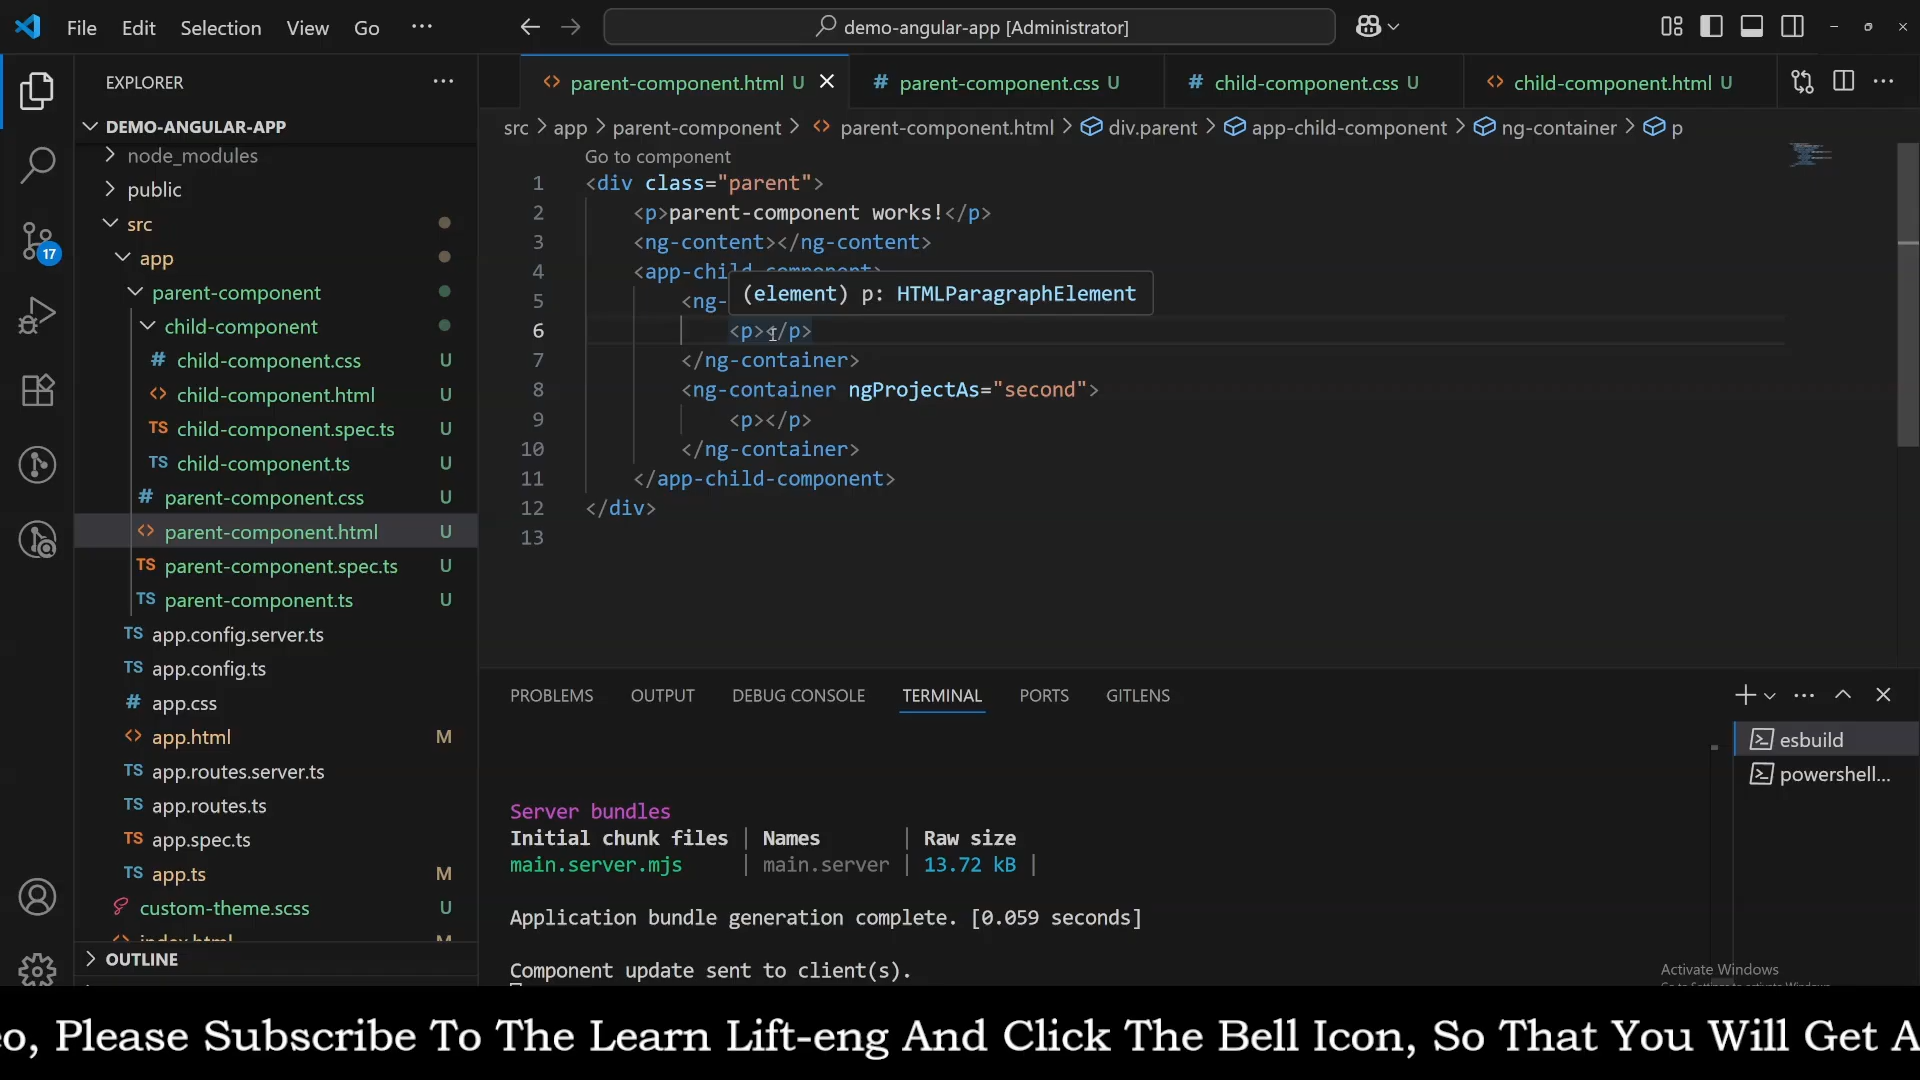 File Edit Selection View Go ···
demo-angular-app [Administrator]
EXPLORER
parent-component.html U
# parent-component.css U
# child-component.css U
child-component.html U
DEMO-ANGULAR-APP
src > app > parent-component > parent-component.html > div.parent > app-child-component > ng-container > p
node_modules
public
src
app
parent-component
child-component
# child-component.css U
child-component.html U
TS child-component.spec.ts U
TS child-component.ts U
# parent-component.css U
parent-component.html U
TS parent-component.spec.ts U
TS parent-component.ts U
TS app.config.server.ts
TS app.config.ts
# app.css
app.html M
TS app.routes.server.ts
TS app.routes.ts
TS app.spec.ts
TS app.ts M
custom-theme.scss U
index.html M
OUTLINE
17
Go to component
1 <div class="parent">
2 <p>parent-component works!</p>
3 <ng-content></ng-content>
4 <app-child-component>
5 <ng-
(element) p: HTMLParagraphElement
6 <p></p>
7 </ng-container>
8 <ng-container ngProjectAs="second">
9 <p></p>
10 </ng-container>
11 </app-child-component>
12 </div>
13
PROBLEMS OUTPUT DEBUG CONSOLE TERMINAL PORTS GITLENS
esbuild
powershell...
Server bundles
Initial chunk files | Names | Raw size
main.server.mjs | main.server | 13.72 kB |
Application bundle generation complete. [0.059 seconds]
Component update sent to client(s).
Activate Windows
eo, Please Subscribe To The Learn Lift-eng And Click The Bell Icon, So That You Will Get A